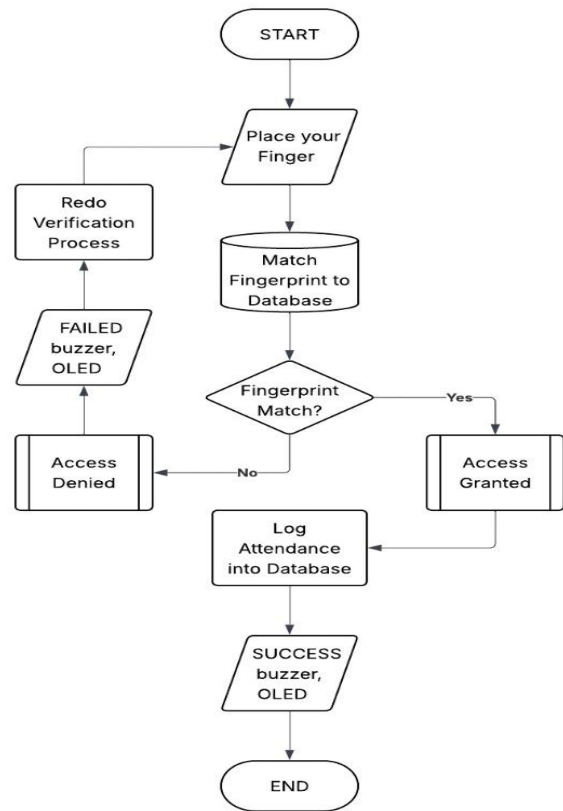 START
Place your
Finger
Redo
Verification
Process
Match
Fingerprint to
Database
FAILED
buzzer,
OLED
Fingerprint
Match?
Yes
Access
Denied
No
Access
Granted
Log
Attendance
into Database
SUCCESS
buzzer,
OLED
END